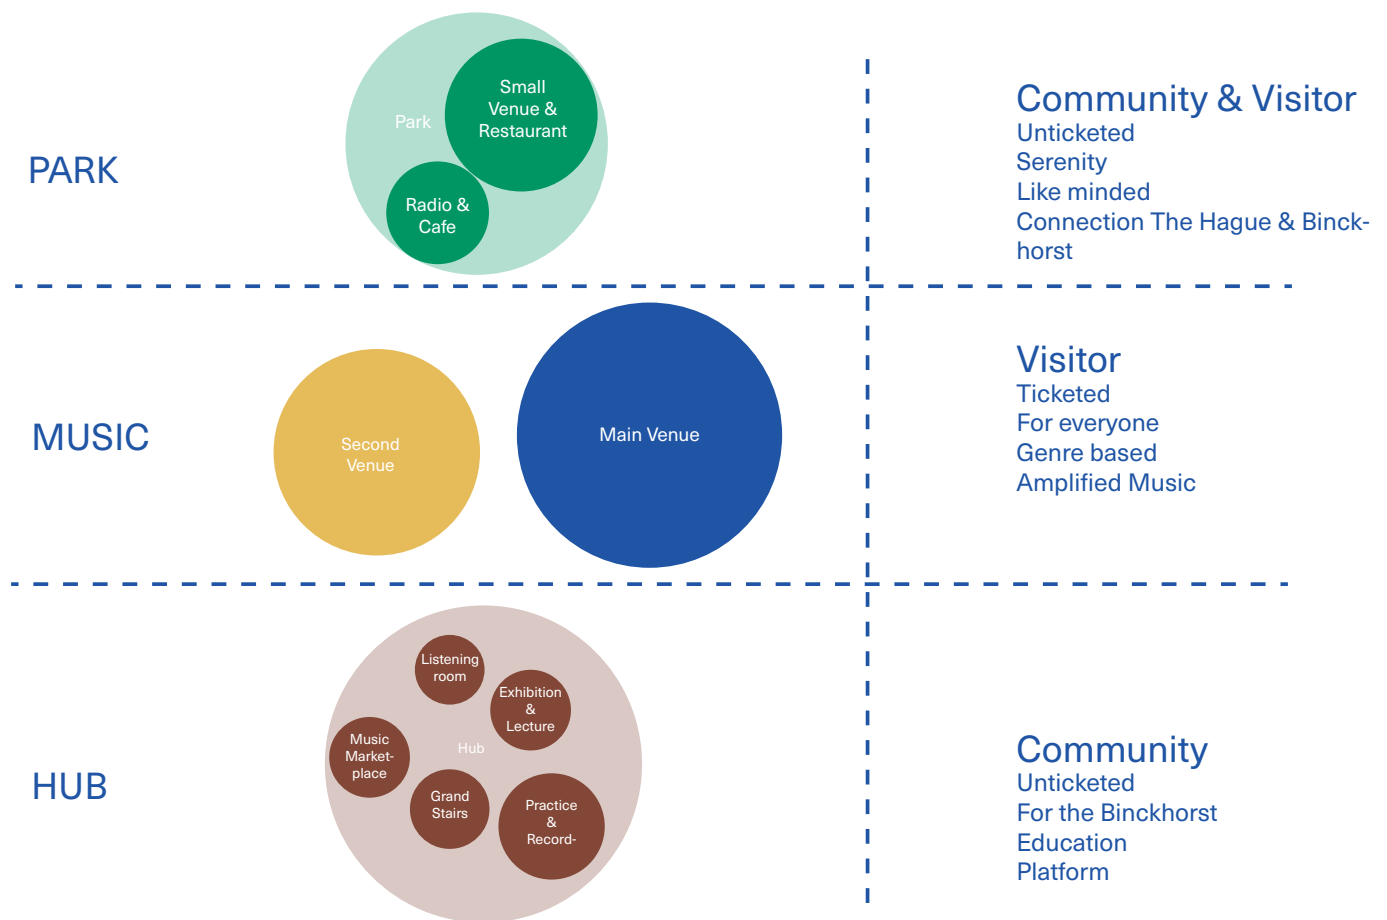 PARK
Park
Small
Venue &
Restaurant
Radio &
Cafe
Community & Visitor
Unticketed
Serenity
Like minded
Connection The Hague & Binck-
horst
MUSIC
Second
Venue
Main Venue
Visitor
Ticketed
For everyone
Genre based
Amplified Music
HUB
Listening
room
Exhibition
&
Lecture
Music
Market-
place
Hub
Grand
Stairs
Practice
&
Record-
Community
Unticketed
For the Binckhorst
Education
Platform